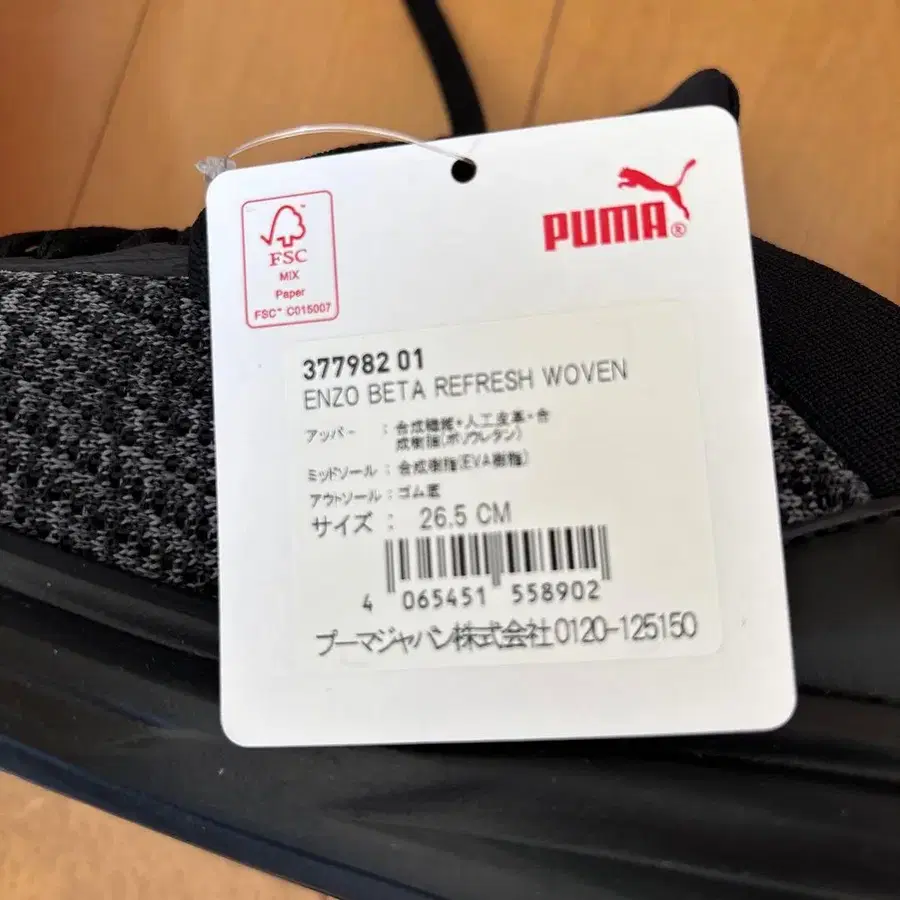 FSC
MIX
Paper
FSC™ C015007
PUMA®
377982 01
ENZO BETA REFRESH WOVEN
アッパー : 合成繊維・人工皮革・合
成樹脂(ポリウレタン)
ミッドソール : 合成樹脂(EVA樹脂)
アウトソール : ゴム底
サイズ : 26.5 CM
4 065451 558902
プーマジャパン株式会社 0120-125150